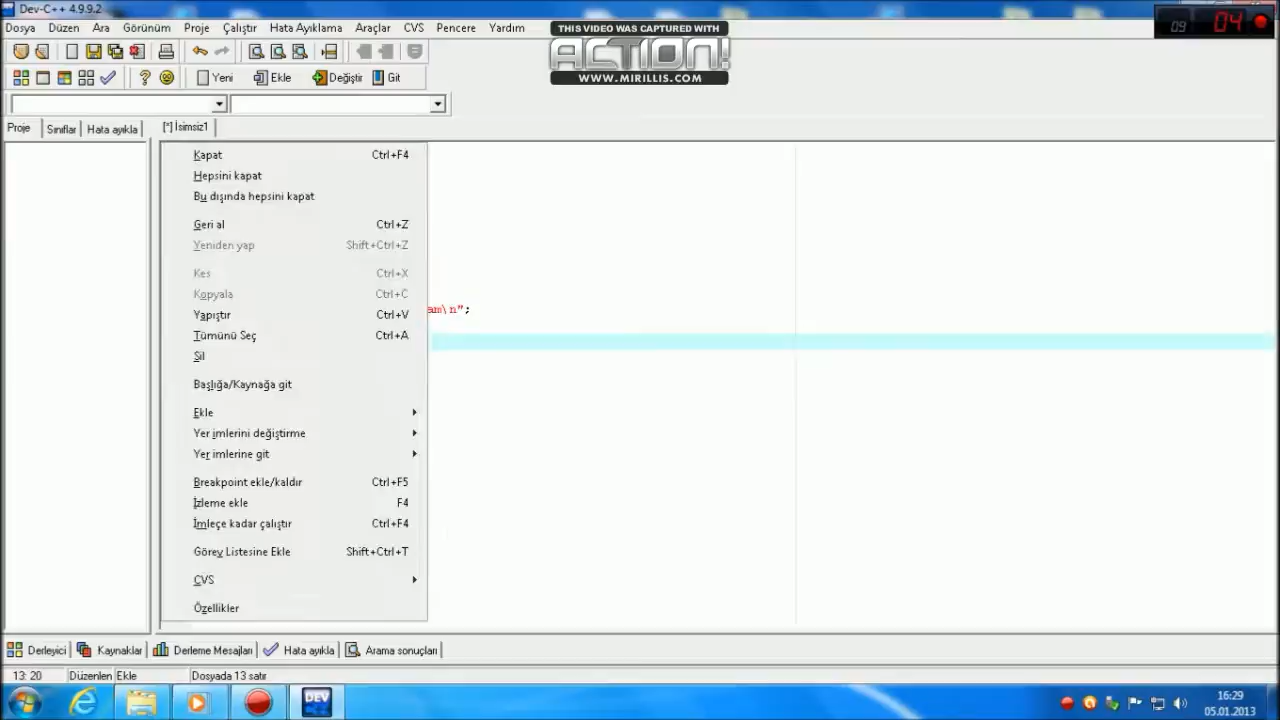 Dev-C++ 4.9.9.2
Dosya Düzen Ara Görünüm Proje Çalıştır Hata Ayıklama Araçlar CVS Pencere Yardım
THIS VIDEO WAS CAPTURED WITH
ACTION!
WWW.MIRILLIS.COM
09 04
Yeni Ekle Değiştir Git
Proje Sınıflar Hata ayıkla [*] İsimsiz1
Kapat Ctrl+F4
Hepsini kapat
Bu dışında hepsini kapat
Geri al Ctrl+Z
Yeniden yap Shift+Ctrl+Z
Kes Ctrl+X
Kopyala Ctrl+C
am\n";
Yapıştır Ctrl+V
Tümünü Seç Ctrl+A
Sil
Başlığa/Kaynağa git
Ekle
Yer imlerini değiştirme
Yer imlerine git
Breakpoint ekle/kaldır Ctrl+F5
İzleme ekle F4
İmleçe kadar çalıştır Ctrl+F4
Görev Listesine Ekle Shift+Ctrl+T
CVS
Özellikler
Derleyici Kaynaklar Derleme Mesajları Hata ayıkla Arama sonuçları
13: 20 Düzenlen Ekle Dosyada 13 satır
DEV
16:29
05.01.2013